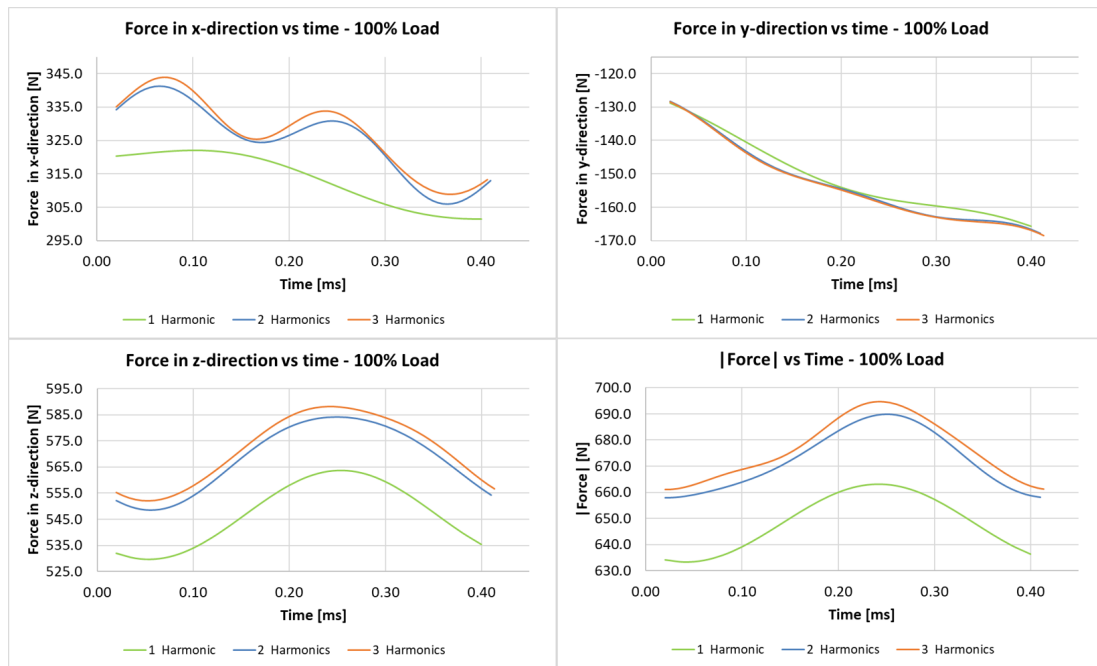 Force in x-direction vs time - 100% Load
Force in x-direction [N]
345.0
335.0
325.0
315.0
305.0
295.0
0.00 0.10 0.20 0.30 0.40
Time [ms]
1 Harmonic 2 Harmonics 3 Harmonics
Force in y-direction vs time - 100% Load
Force in y-direction [N]
-120.0
-130.0
-140.0
-150.0
-160.0
-170.0
0.00 0.10 0.20 0.30 0.40
Time [ms]
1 Harmonic 2 Harmonics 3 Harmonics
Force in z-direction vs time - 100% Load
Force in z-direction [N]
595.0
585.0
575.0
565.0
555.0
545.0
535.0
525.0
0.00 0.10 0.20 0.30 0.40
Time [ms]
1 Harmonic 2 Harmonics 3 Harmonics
|Force| vs Time - 100% Load
|Force| [N]
700.0
690.0
680.0
670.0
660.0
650.0
640.0
630.0
0.00 0.10 0.20 0.30 0.40
Time [ms]
1 Harmonic 2 Harmonics 3 Harmonics